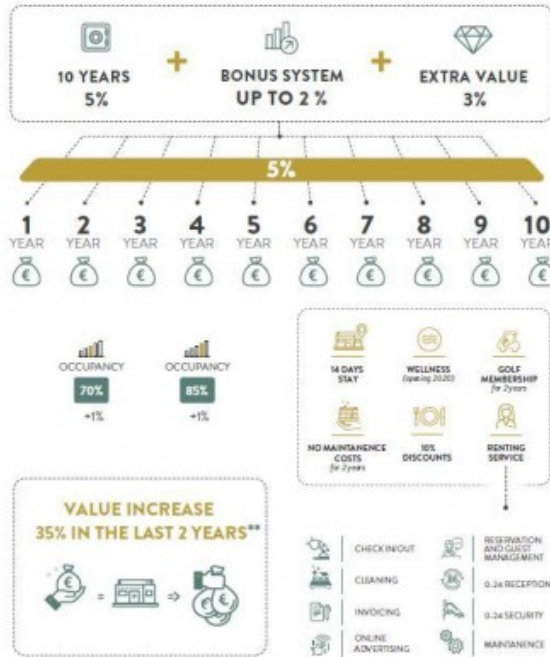 10 YEARS
5%
+
BONUS SYSTEM
UP TO 2 %
+
EXTRA VALUE
3%
5%
1 2 3 4 5 6 7 8 9 10
YEAR YEAR YEAR YEAR YEAR YEAR YEAR YEAR YEAR YEAR
€ € € € € € € € € €
OCCUPANCY
70%
+1%
OCCUPANCY
85%
+1%
14 DAYS
STAY
WELLNESS
(opening 2020)
GOLF
MEMBERSHIP
for 2 years
NO MAINTANENCE
COSTS
for 2 years
10%
DISCOUNTS
RENTING
SERVICE
VALUE INCREASE
35% IN THE LAST 2 YEARS**
€ = ⇒ €
CHECK IN/OUT
CLEANING
INVOICING
ONLINE
ADVERTISING
RESERVATION
AND GUEST
MANAGEMENT
0-24 RECEPTION
0-24 SECURITY
MAINTANENCE